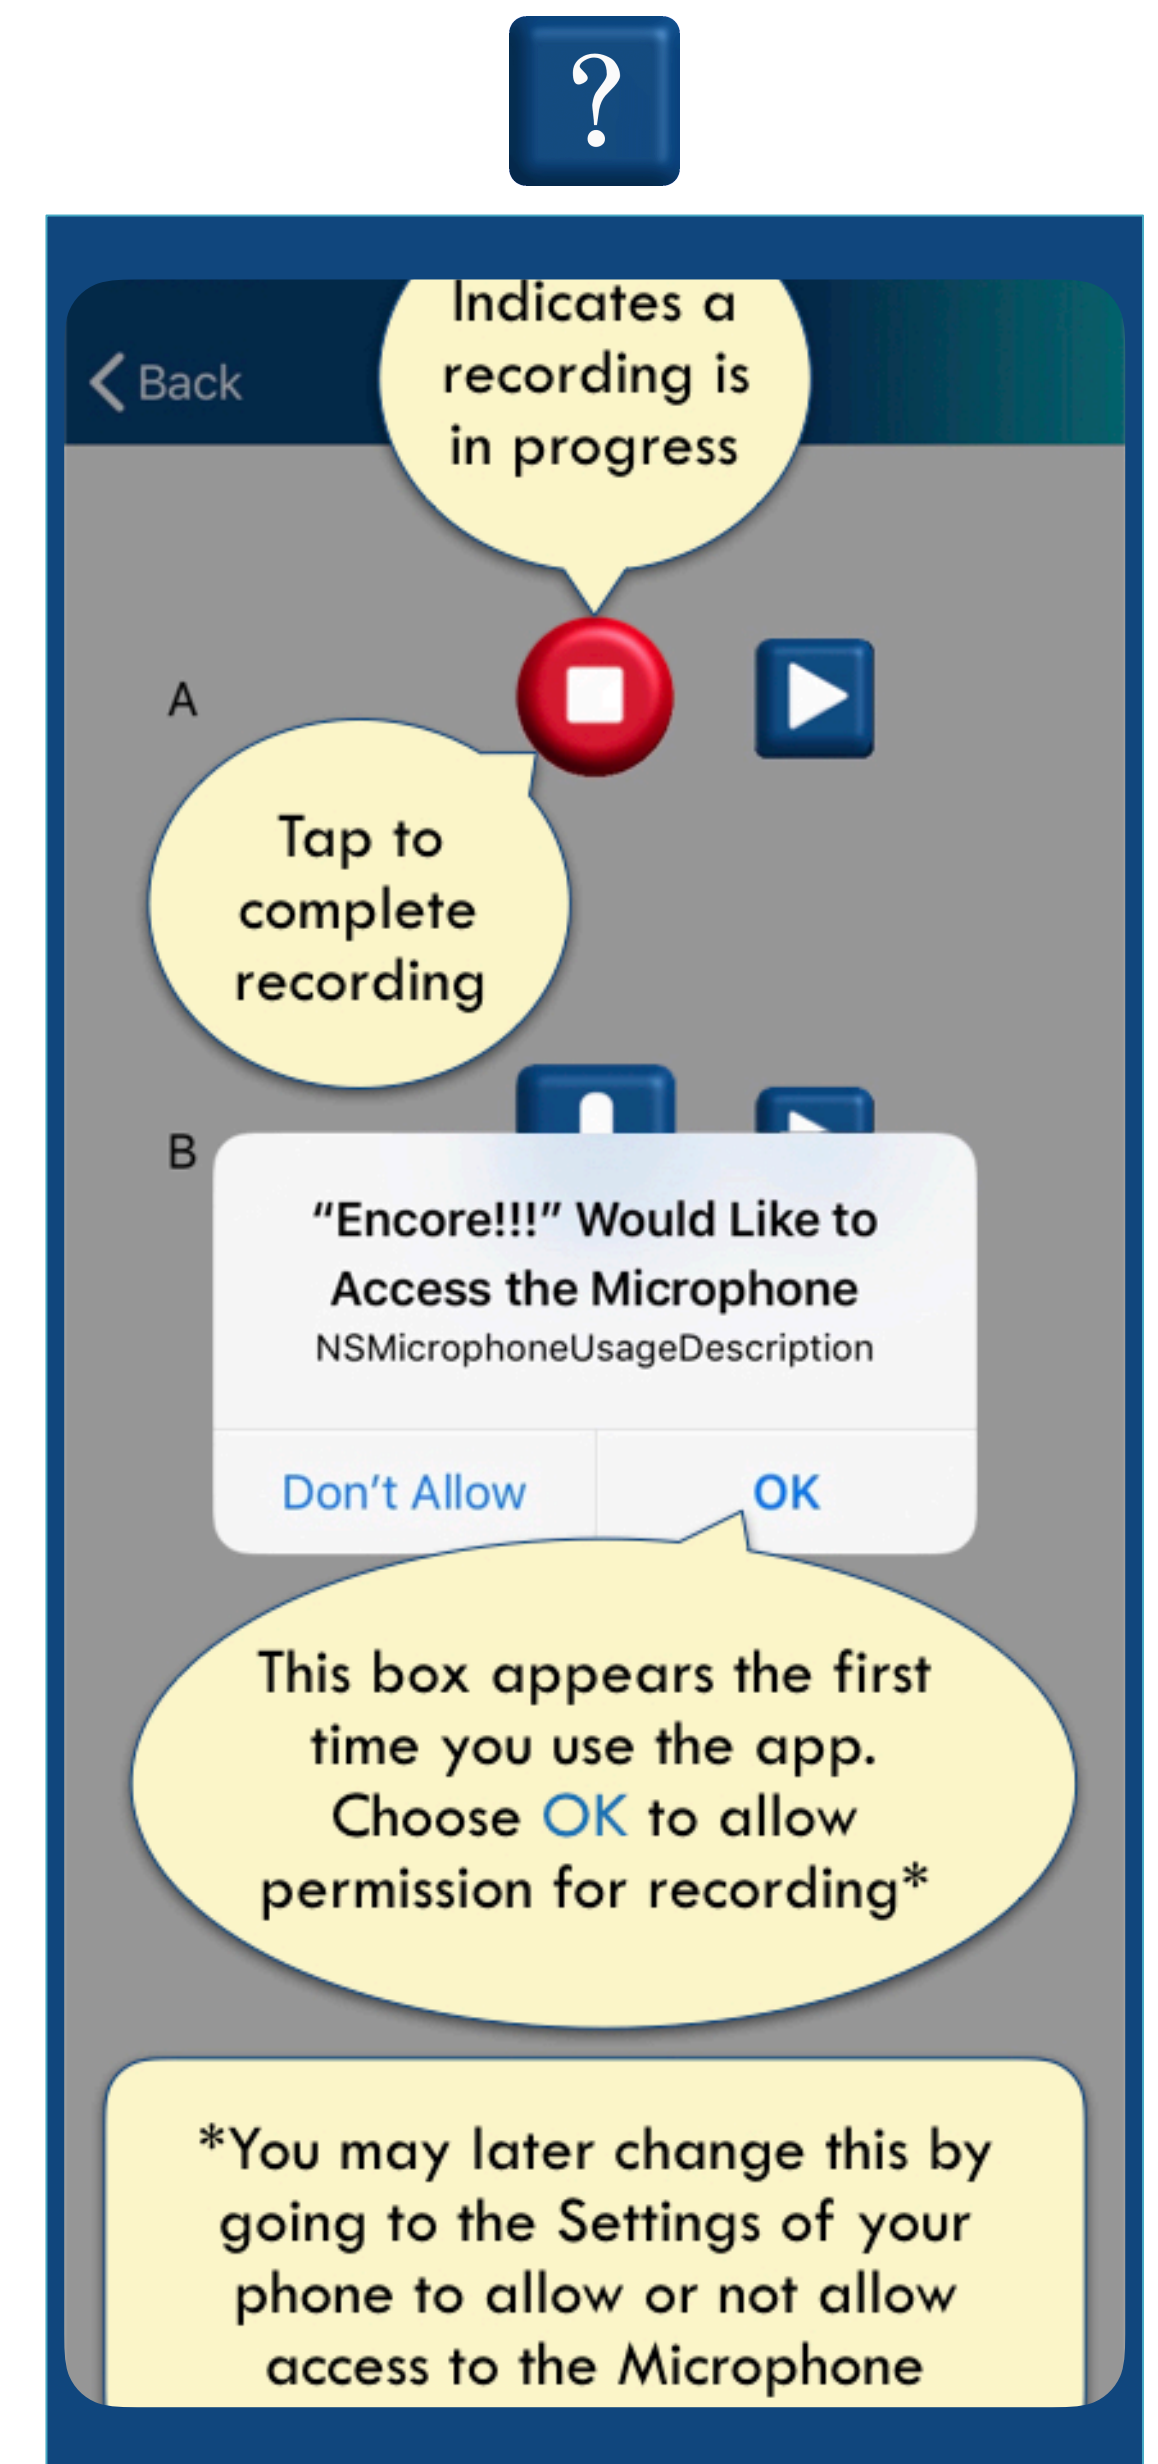 ?
Indicates a
recording is
in progress
Back
A
Tap to
complete
recording
B
“Encore!!!” Would Like to
Access the Microphone
NSMicrophoneUsageDescription
Don’t Allow
OK
This box appears the first
time you use the app.
Choose OK to allow
permission for recording*
*You may later change this by
going to the Settings of your
phone to allow or not allow
access to the Microphone